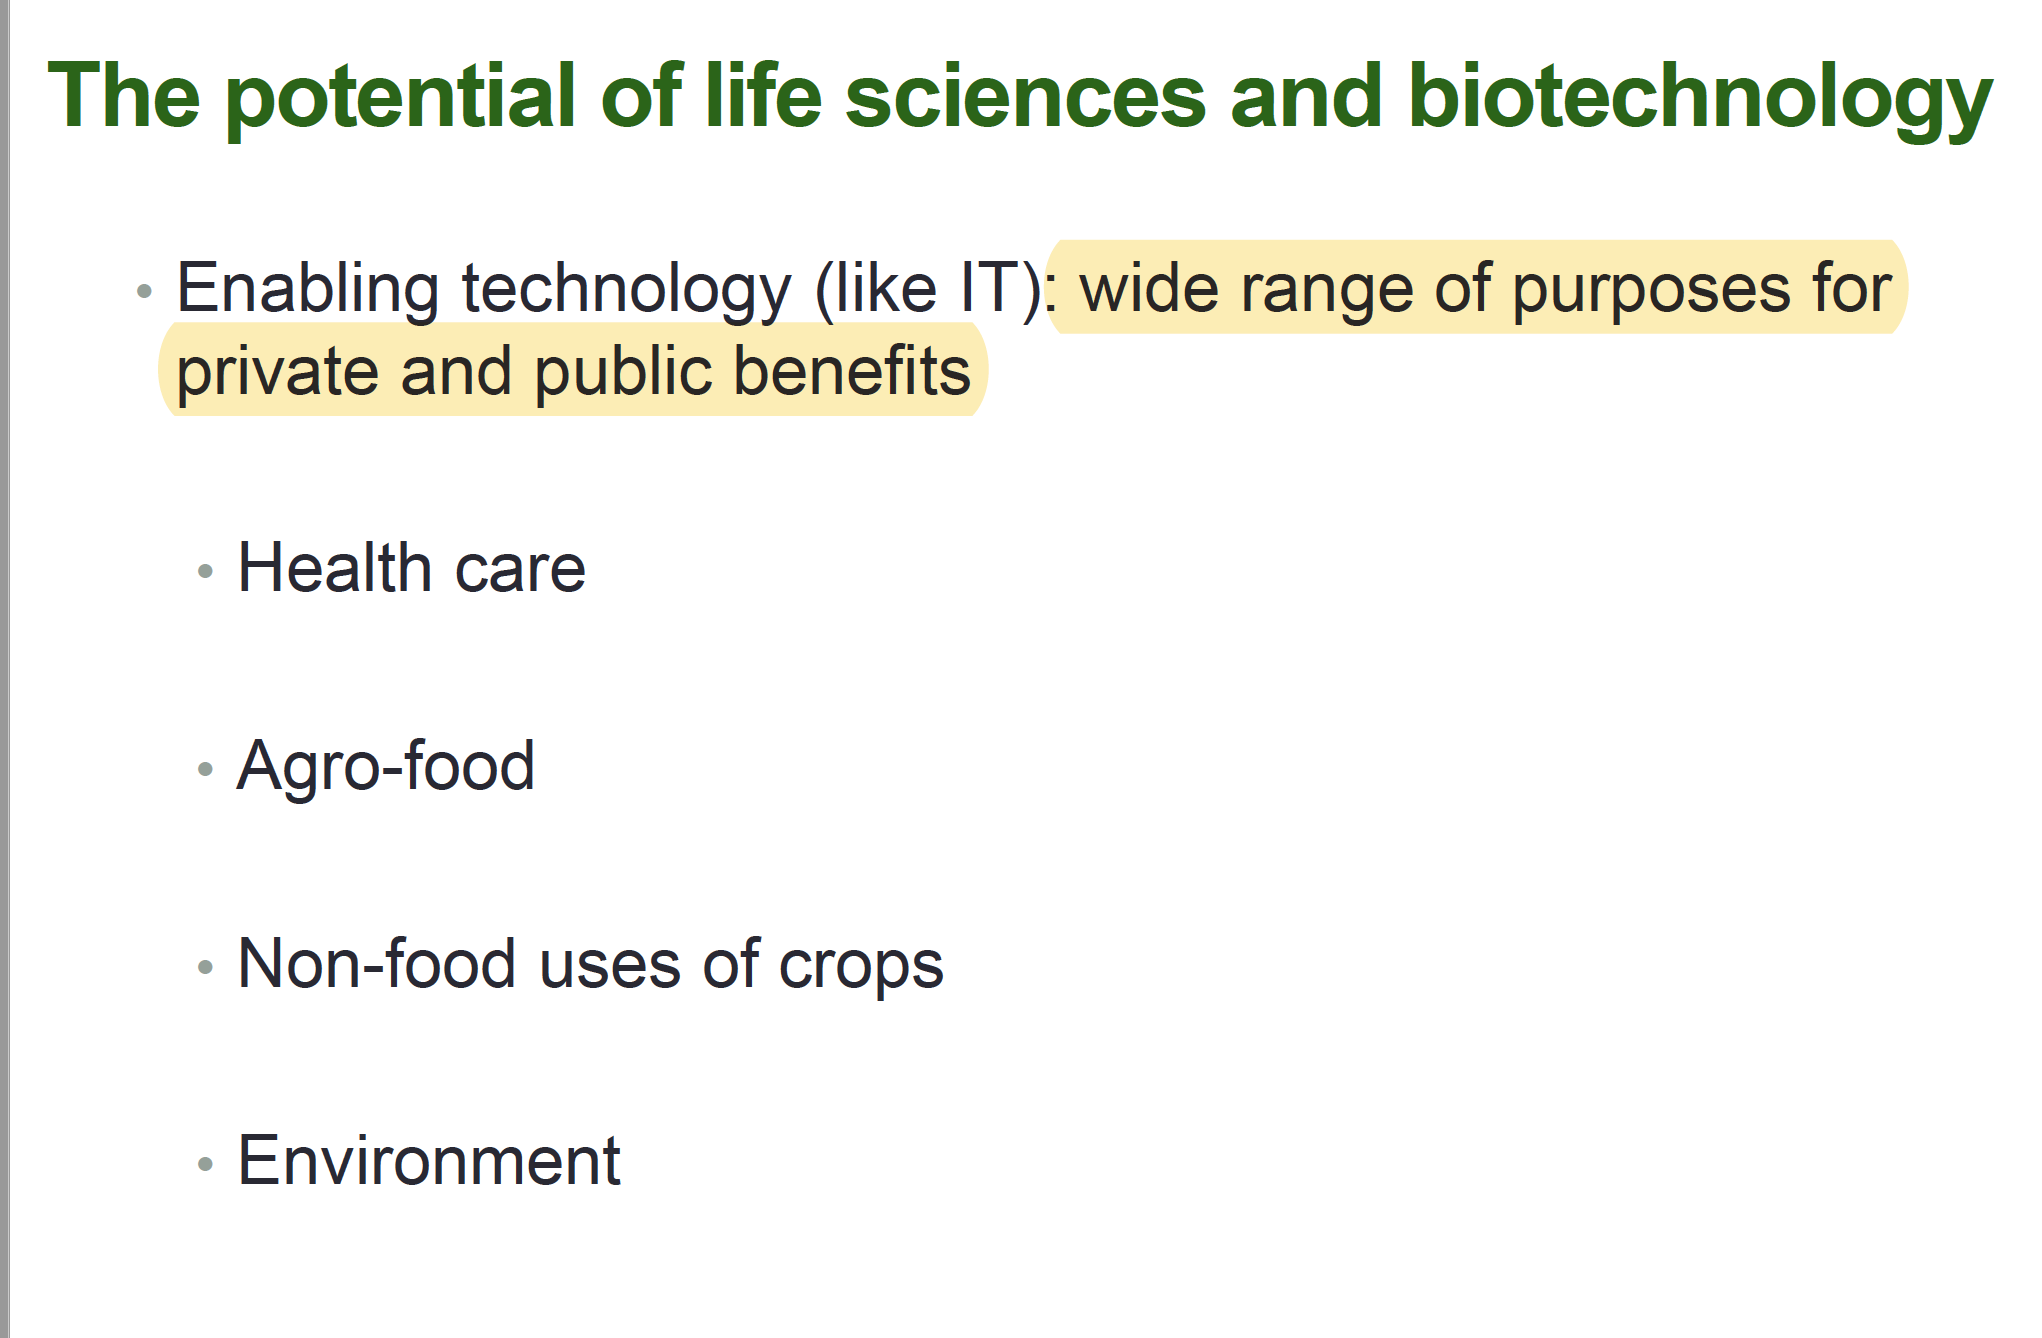 The potential of life sciences and biotechnology
• Enabling technology (like IT): wide range of purposes for
private and public benefits
• Health care
• Agro-food
• Non-food uses of crops
• Environment